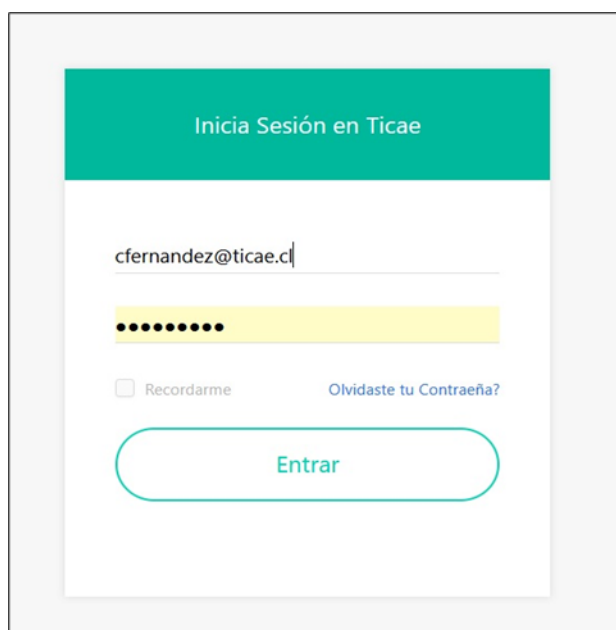 Inicia Sesión en Ticae
cfernandez@ticae.cl
•••••••••
Recordarme Olvidaste tu Contraeña?
Entrar